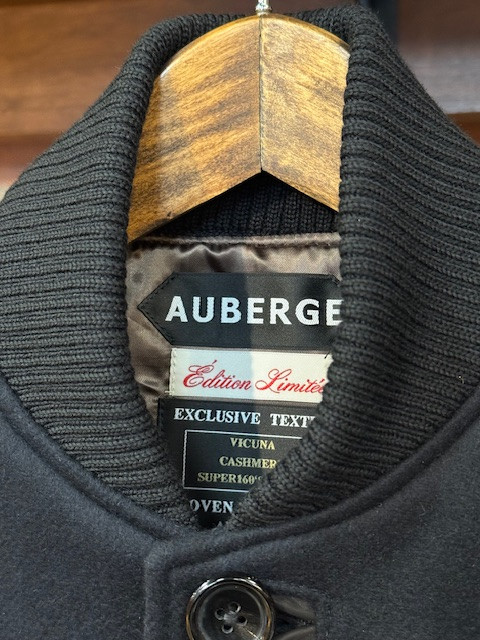 AUBERGE
Édition Limitée
EXCLUSIVE TEXT
VICUNA
CASHMER
SUPER160'
OVEN